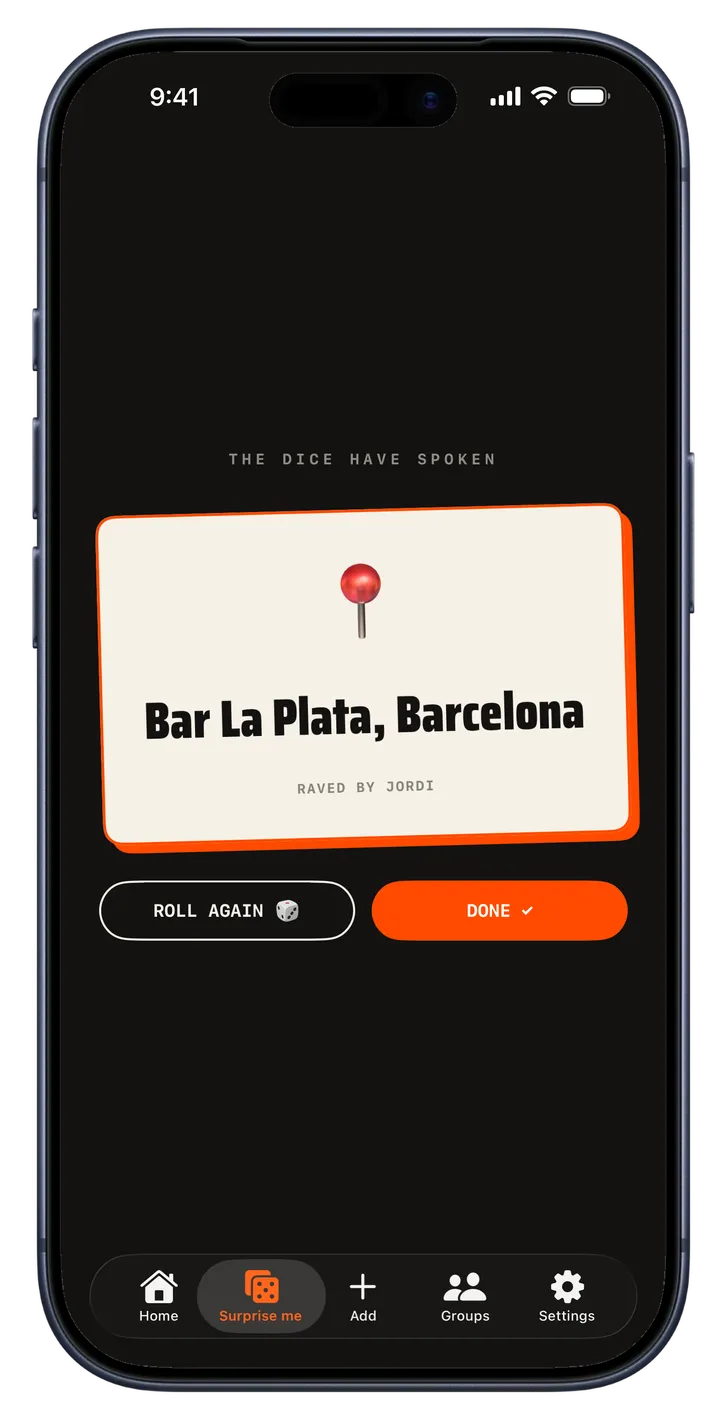 9:41
THE DICE HAVE SPOKEN
Bar La Plata, Barcelona
RAVED BY JORDI
ROLL AGAIN 🎲
DONE ✓
Home
Surprise me
Add
Groups
Settings